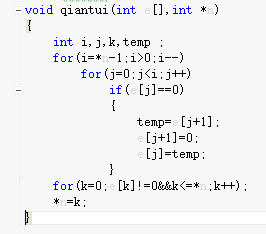 void qiantui(int e[],int *n)
{
int i,j,k,temp ;
for(i=*n-1;i>0;i--)
for(j=0;j<i;j++)
if(e[j]==0)
{
temp=e[j+1];
e[j+1]=0;
e[j]=temp;
}
for(k=0;e[k]!=0&&k<=*n;k++);
*n=k;
}